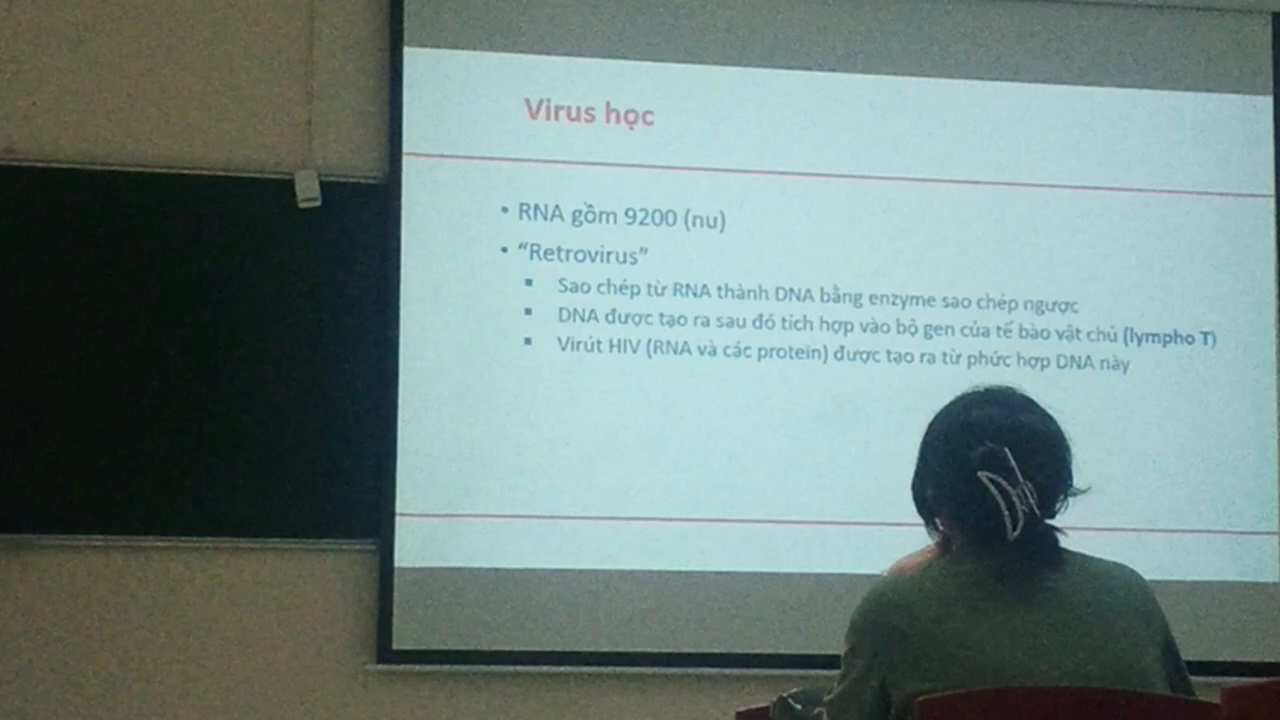 Virus học
• RNA gồm 9200 (nu)
• “Retrovirus”
▪ Sao chép từ RNA thành DNA bằng enzyme sao chép ngược
▪ DNA được tạo ra sau đó tích hợp vào bộ gen của tế bào vật chủ (lympho T)
▪ Virút HIV (RNA và các protein) được tạo ra từ phức hợp DNA này